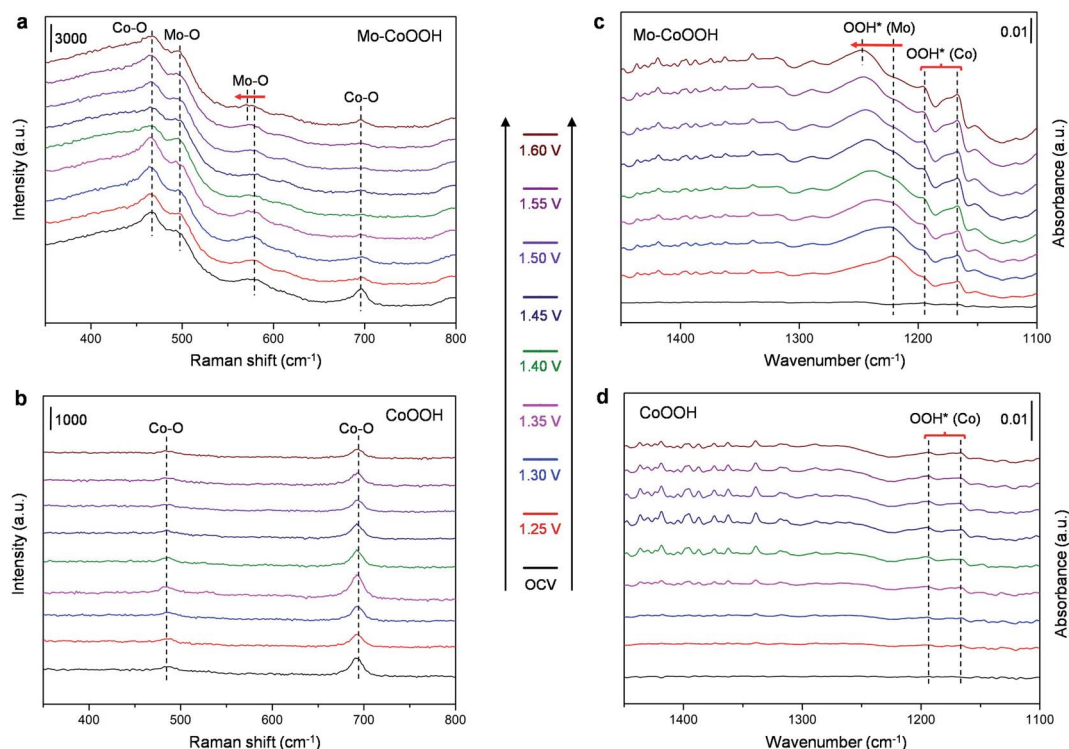 a
3000
Co-O
Mo-O
Mo-CoOOH
Mo-O
Co-O
Intensity (a.u.)
400 500 600 700 800
Raman shift (cm⁻¹)
b
1000
CoOOH
Co-O
Co-O
Intensity (a.u.)
400 500 600 700 800
Raman shift (cm⁻¹)
1.60 V
1.55 V
1.50 V
1.45 V
1.40 V
1.35 V
1.30 V
1.25 V
OCV
c
Mo-CoOOH
OOH* (Mo)
0.01
OOH* (Co)
Absorbance (a.u.)
1400 1300 1200 1100
Wavenumber (cm⁻¹)
d
CoOOH
OOH* (Co)
0.01
Absorbance (a.u.)
1400 1300 1200 1100
Wavenumber (cm⁻¹)